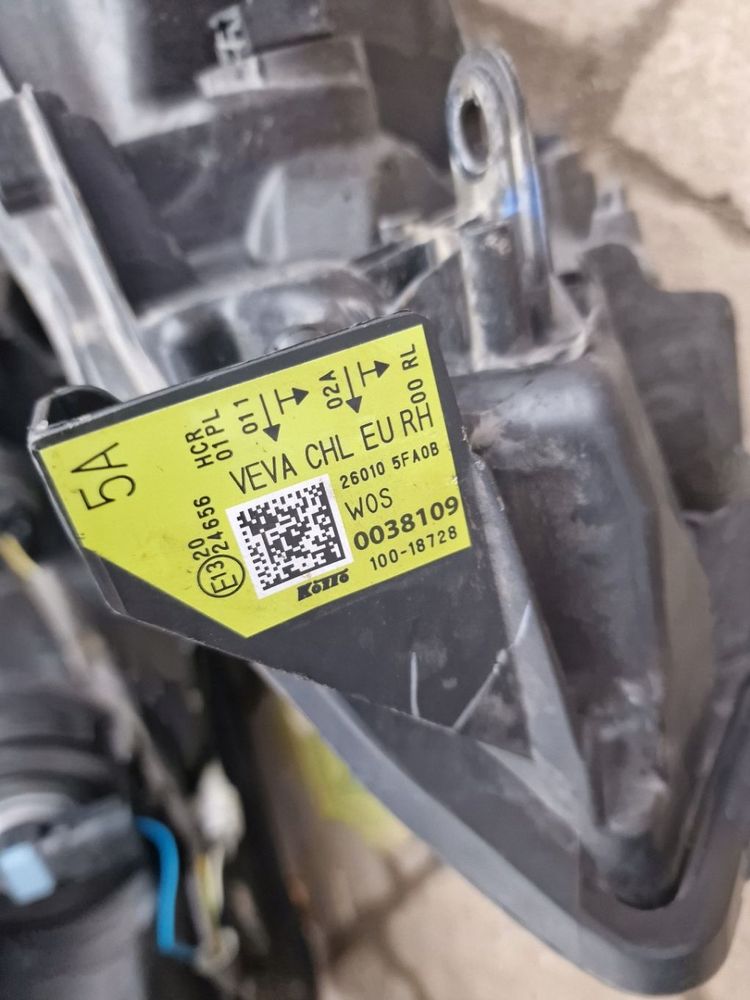 5A
HCR
01PL
011
02A
00 RL
VEVA CHL EU RH
26010 5FA0B
E13 20
24656
WOS
0038109
100-18728
KOITO